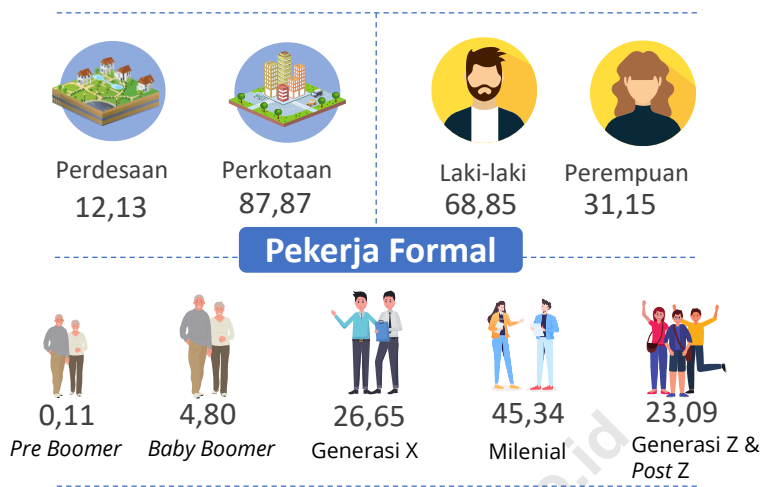 Perdesaan
12,13
Perkotaan
87,87
Laki-laki
68,85
Perempuan
31,15
Pekerja Formal
0,11
Pre Boomer
4,80
Baby Boomer
26,65
Generasi X
45,34
Milenial
23,09
Generasi Z &
Post Z